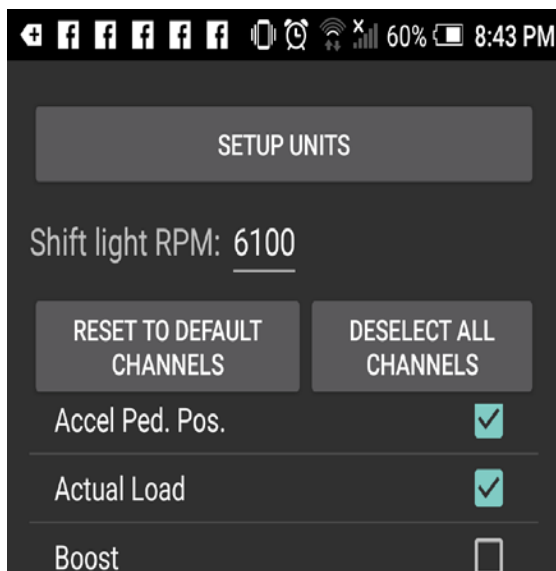 60% 8:43 PM
SETUP UNITS
Shift light RPM: 6100
RESET TO DEFAULT
CHANNELS
DESELECT ALL
CHANNELS
Accel Ped. Pos.
Actual Load
Boost